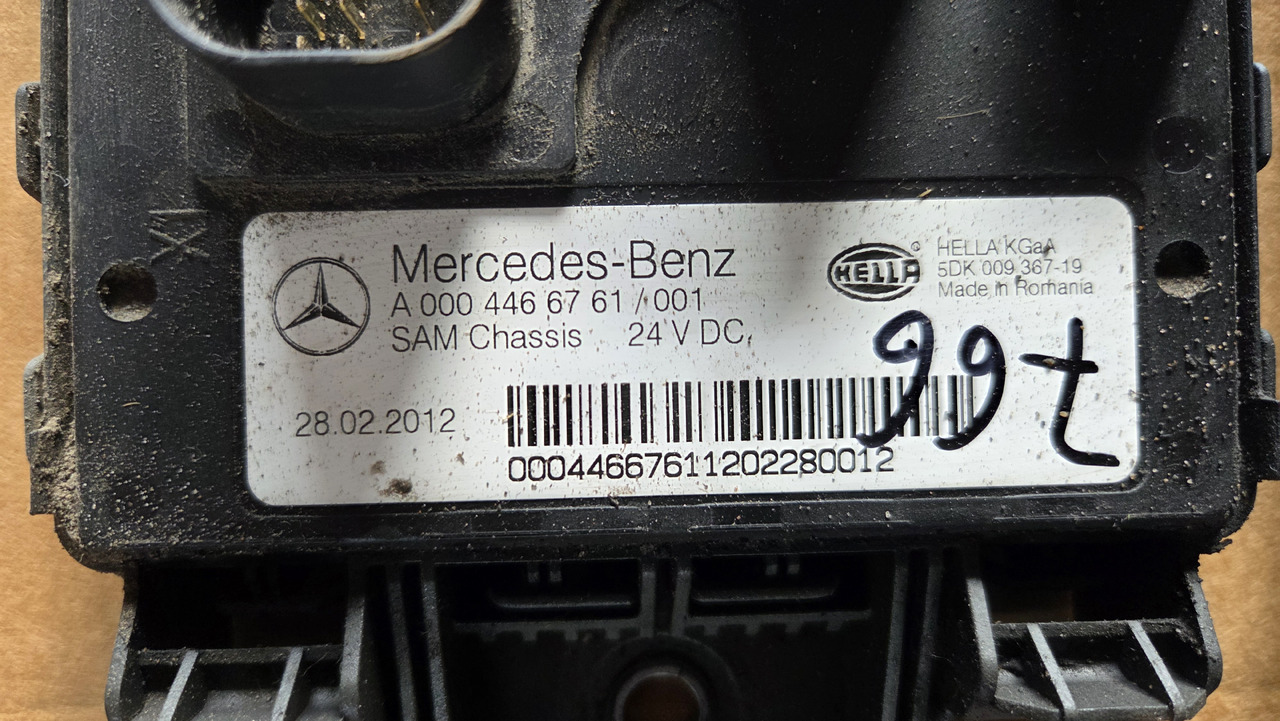 Mercedes-Benz
A 000 446 67 61 / 001
SAM Chassis 24 V DC
HELLA
HELLA KGaA
5DK 009 367-19
Made in Romania
99t
28.02.2012
00044667611202280012